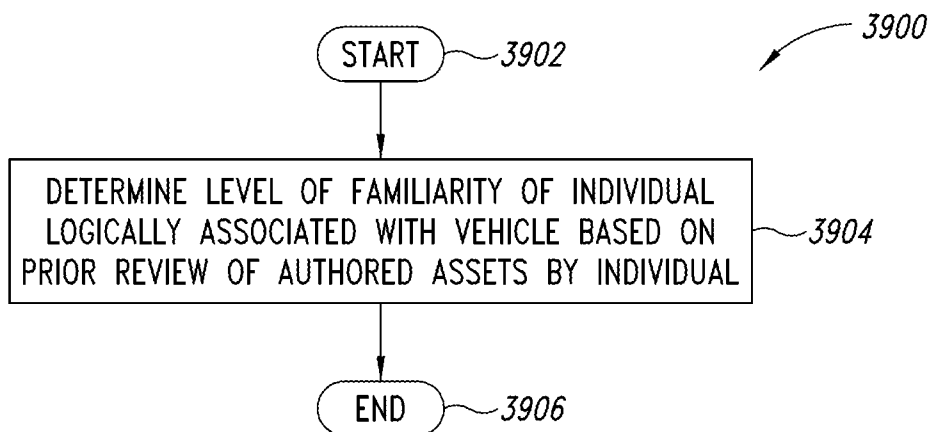 3900
START 3902
DETERMINE LEVEL OF FAMILIARITY OF INDIVIDUAL
LOGICALLY ASSOCIATED WITH VEHICLE BASED ON
PRIOR REVIEW OF AUTHORED ASSETS BY INDIVIDUAL
3904
END 3906